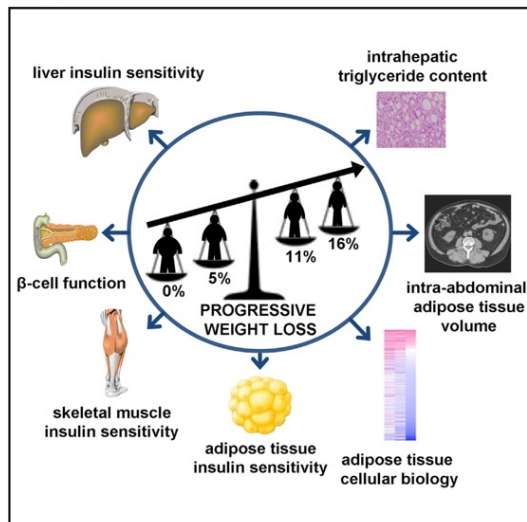 liver insulin sensitivity
intrahepatic
triglyceride content
β-cell function
0%
5%
11%
16%
PROGRESSIVE
WEIGHT LOSS
intra-abdominal
adipose tissue
volume
skeletal muscle
insulin sensitivity
adipose tissue
insulin sensitivity
adipose tissue
cellular biology